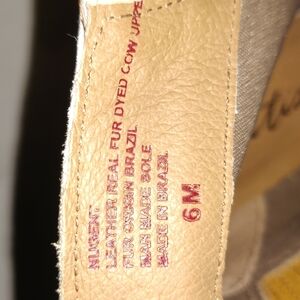 NUGENT
LEATHER REAL FUR DYED COW UPPE
FUR ORIGIN BRAZIL
MAN MADE SOLE
MADE IN BRAZIL
6M